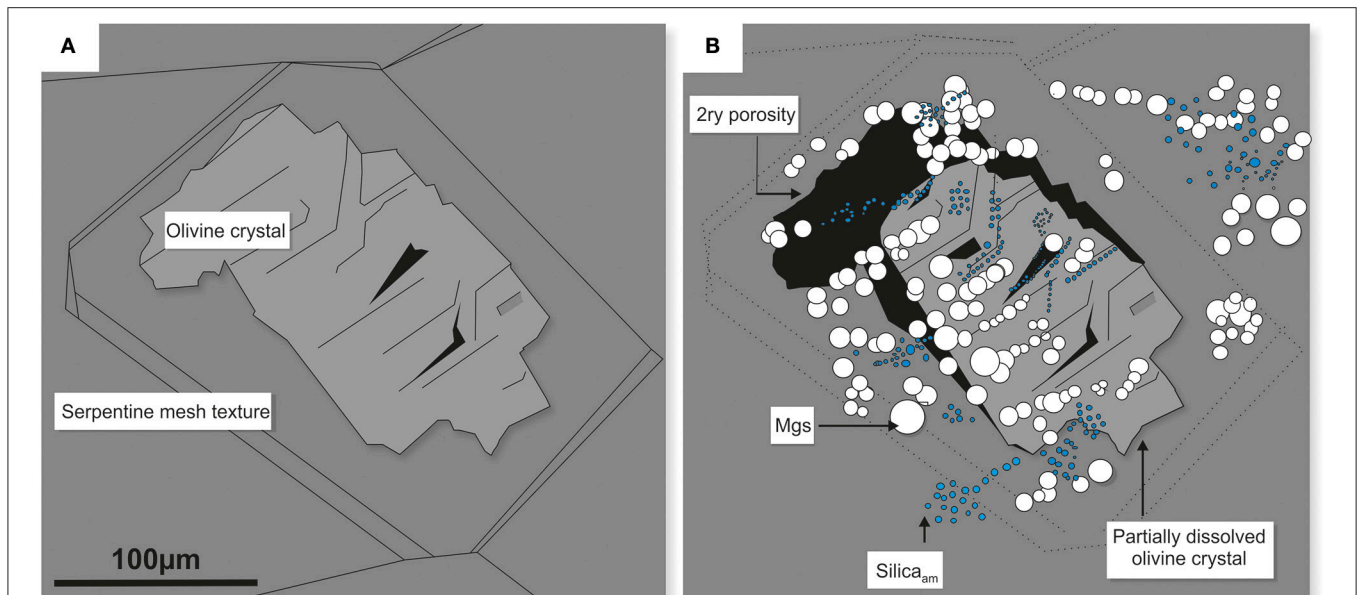 A
Olivine crystal
Serpentine mesh texture
100µm
B
2ry porosity
Mgs
Silicaam
Partially dissolved
olivine crystal